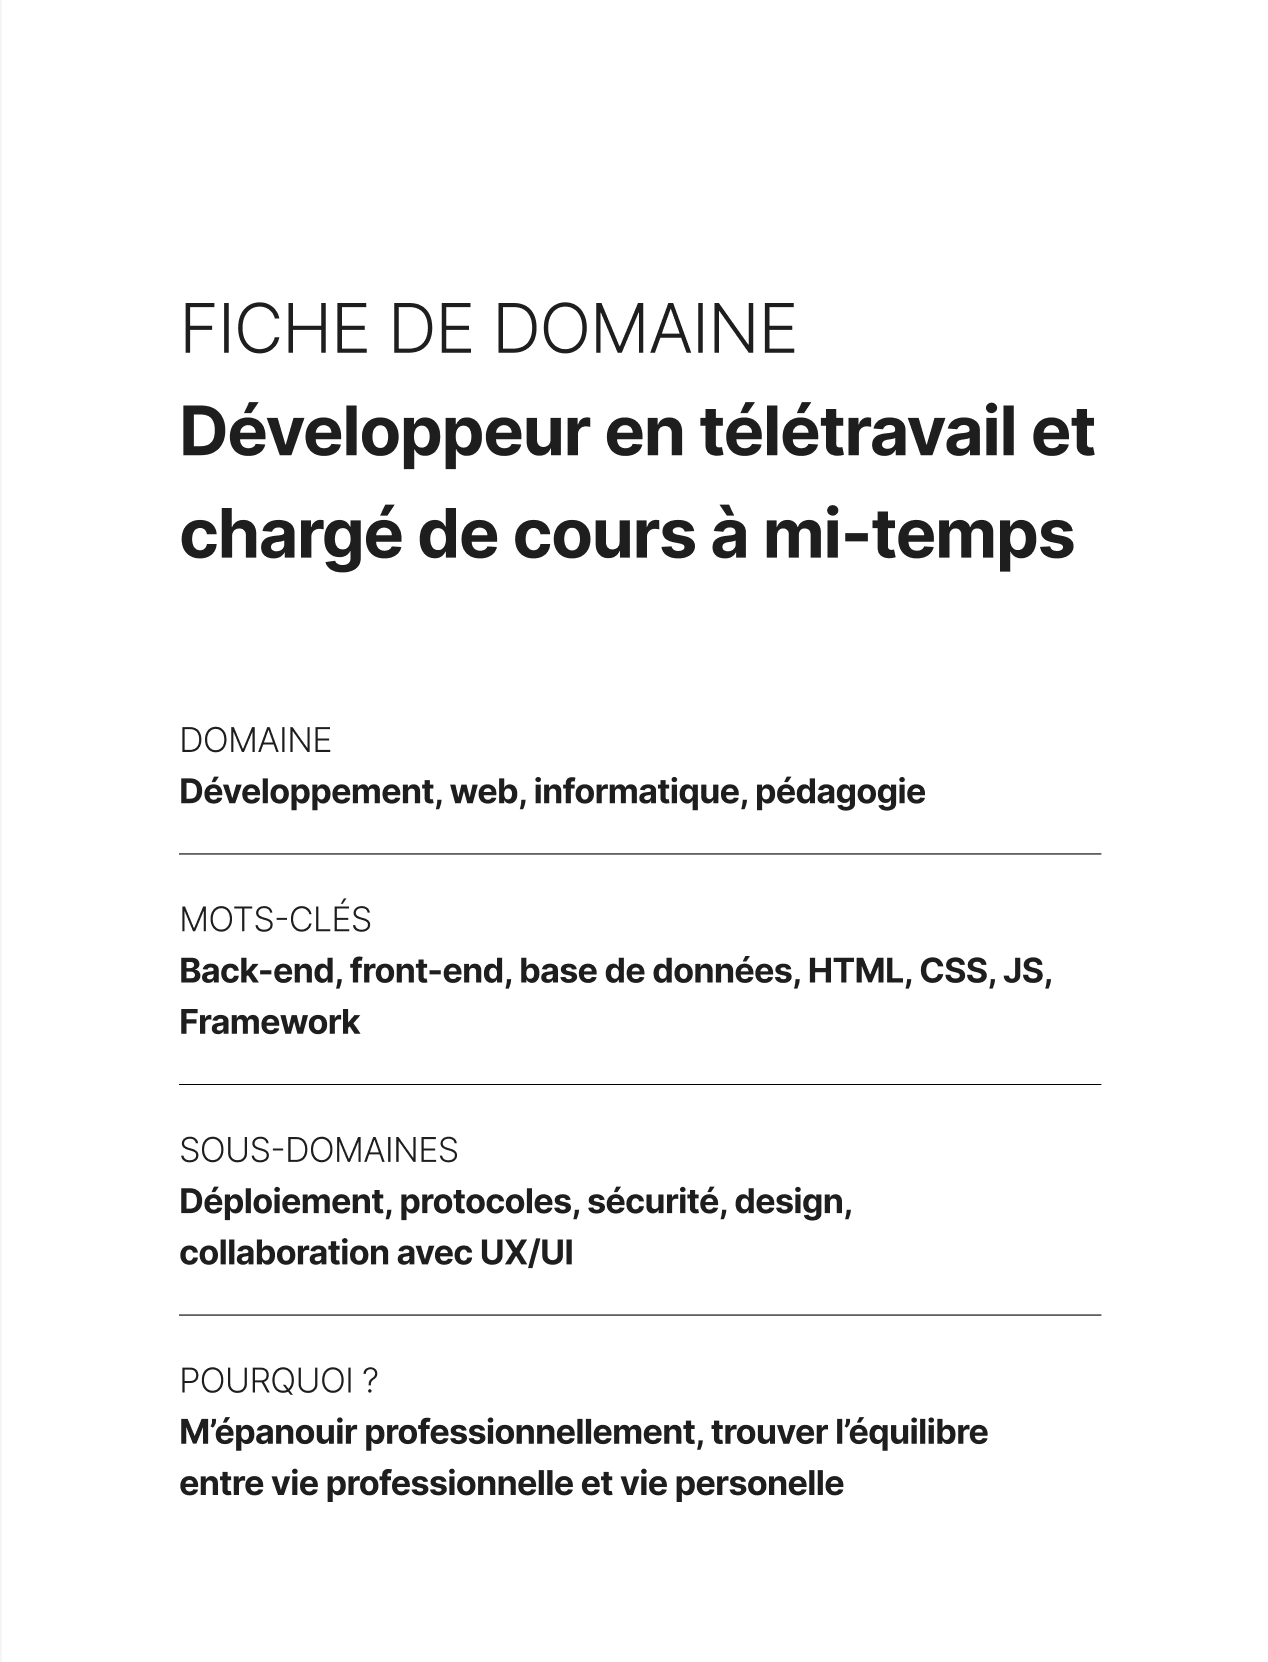 FICHE DE DOMAINE
Développeur en télétravail et
chargé de cours à mi-temps
DOMAINE
Développement, web, informatique, pédagogie
MOTS-CLÉS
Back-end, front-end, base de données, HTML, CSS, JS,
Framework
SOUS-DOMAINES
Déploiement, protocoles, sécurité, design,
collaboration avec UX/UI
POURQUOI ?
M’épanouir professionnellement, trouver l’équilibre
entre vie professionnelle et vie personelle